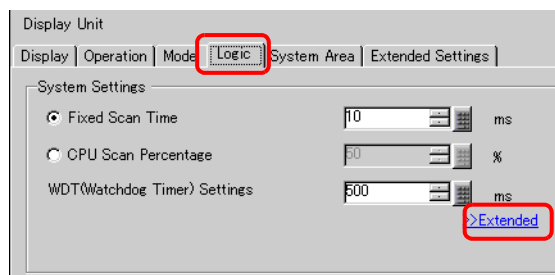 Display Unit
Display Operation Mode Logic System Area Extended Settings
System Settings
Fixed Scan Time 10 ms
CPU Scan Percentage 50 %
WDT(Watchdog Timer) Settings 500 ms
>>Extended